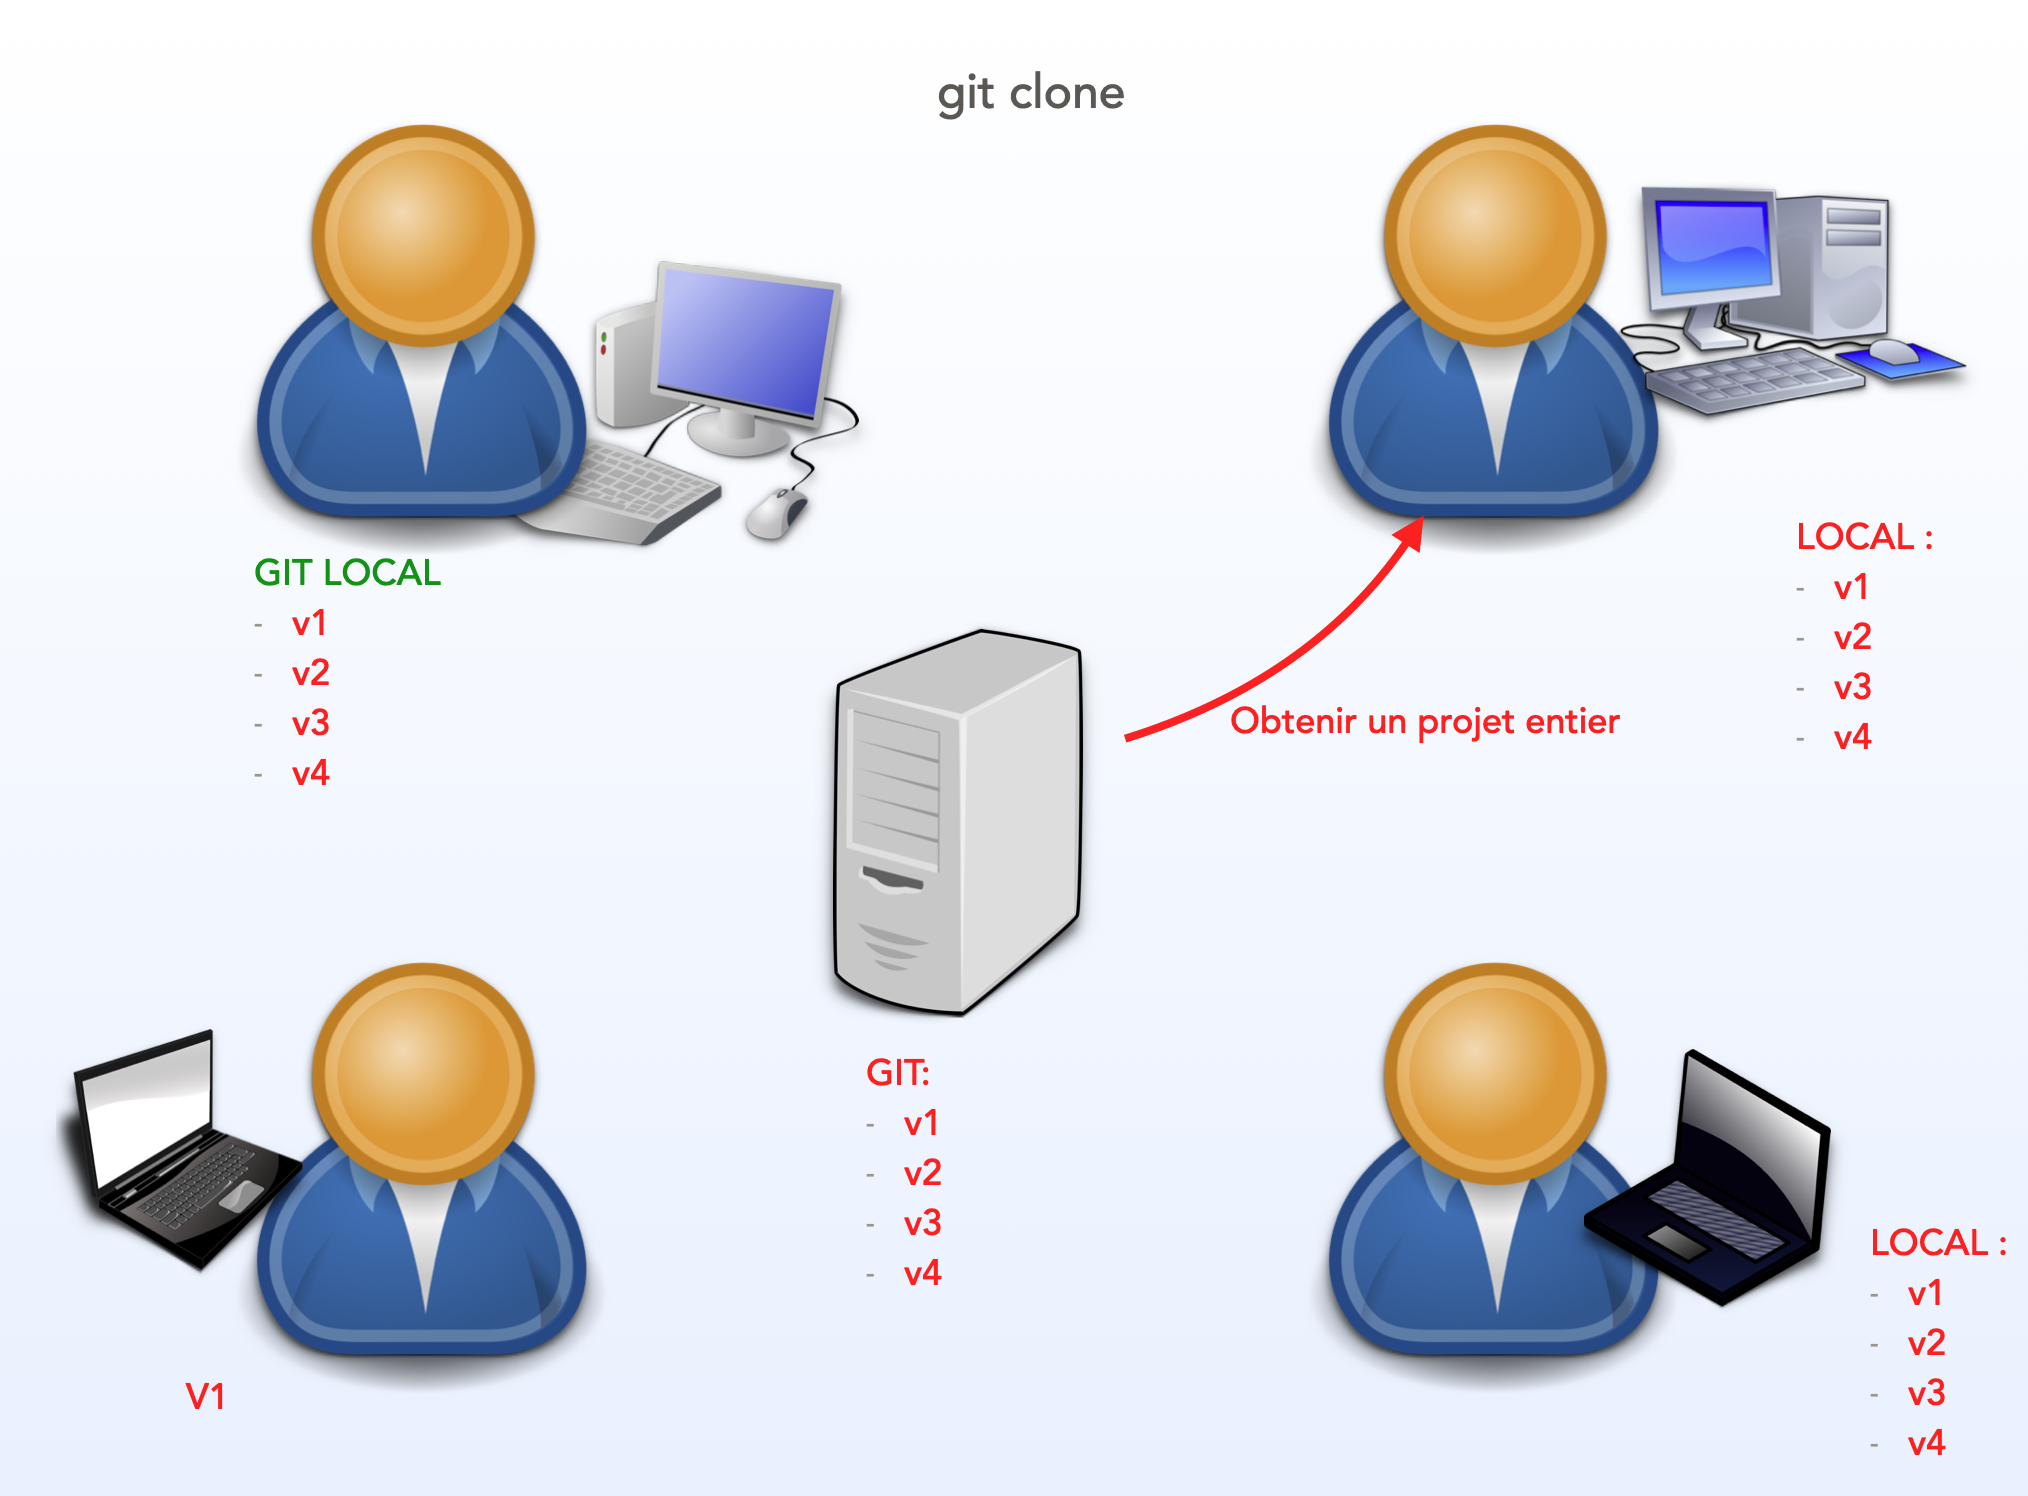 git clone
GIT LOCAL
- v1
- v2
- v3
- v4
LOCAL :
- v1
- v2
- v3
- v4
Obtenir un projet entier
GIT:
- v1
- v2
- v3
- v4
V1
LOCAL :
- v1
- v2
- v3
- v4